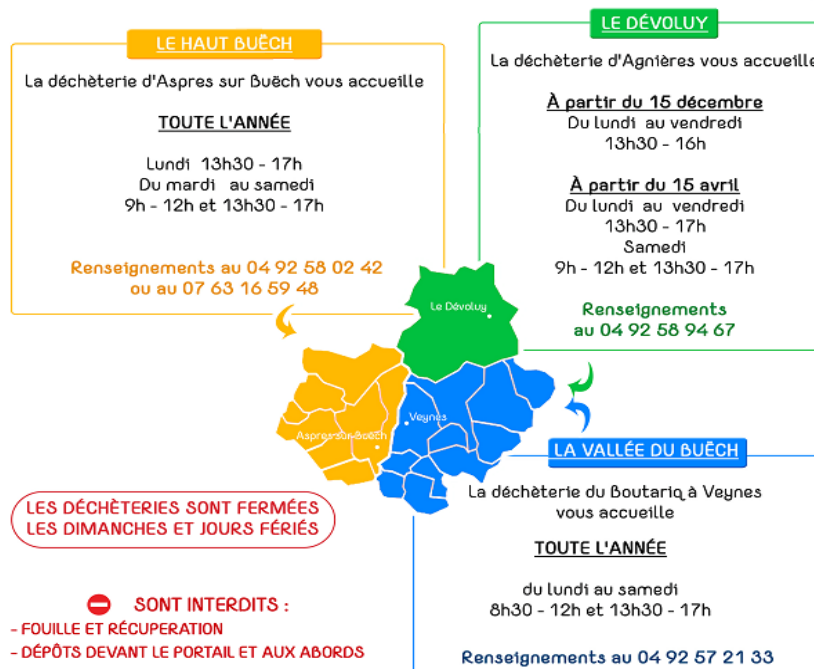 LE HAUT BUËCH
La déchèterie d'Aspres sur Buëch vous accueille
TOUTE L'ANNÉE
Lundi 13h30 - 17h
Du mardi au samedi
9h - 12h et 13h30 - 17h
Renseignements au 04 92 58 02 42
ou au 07 63 16 59 48
LE DÉVOLUY
La déchèterie d'Agnières vous accueille
À partir du 15 décembre
Du lundi au vendredi
13h30 - 16h
À partir du 15 avril
Du lundi au vendredi
13h30 - 17h
Samedi
9h - 12h et 13h30 - 17h
Renseignements
au 04 92 58 94 67
Le Dévoluy
Veynes
Aspres-sur-Buëch
LA VALLÉE DU BUËCH
La déchèterie du Boutariq à Veynes
vous accueille
TOUTE L'ANNÉE
du lundi au samedi
8h30 - 12h et 13h30 - 17h
Renseignements au 04 92 57 21 33
LES DÉCHÈTERIES SONT FERMÉES
LES DIMANCHES ET JOURS FÉRIÉS
SONT INTERDITS :
- FOUILLE ET RÉCUPERATION
- DÉPÔTS DEVANT LE PORTAIL ET AUX ABORDS